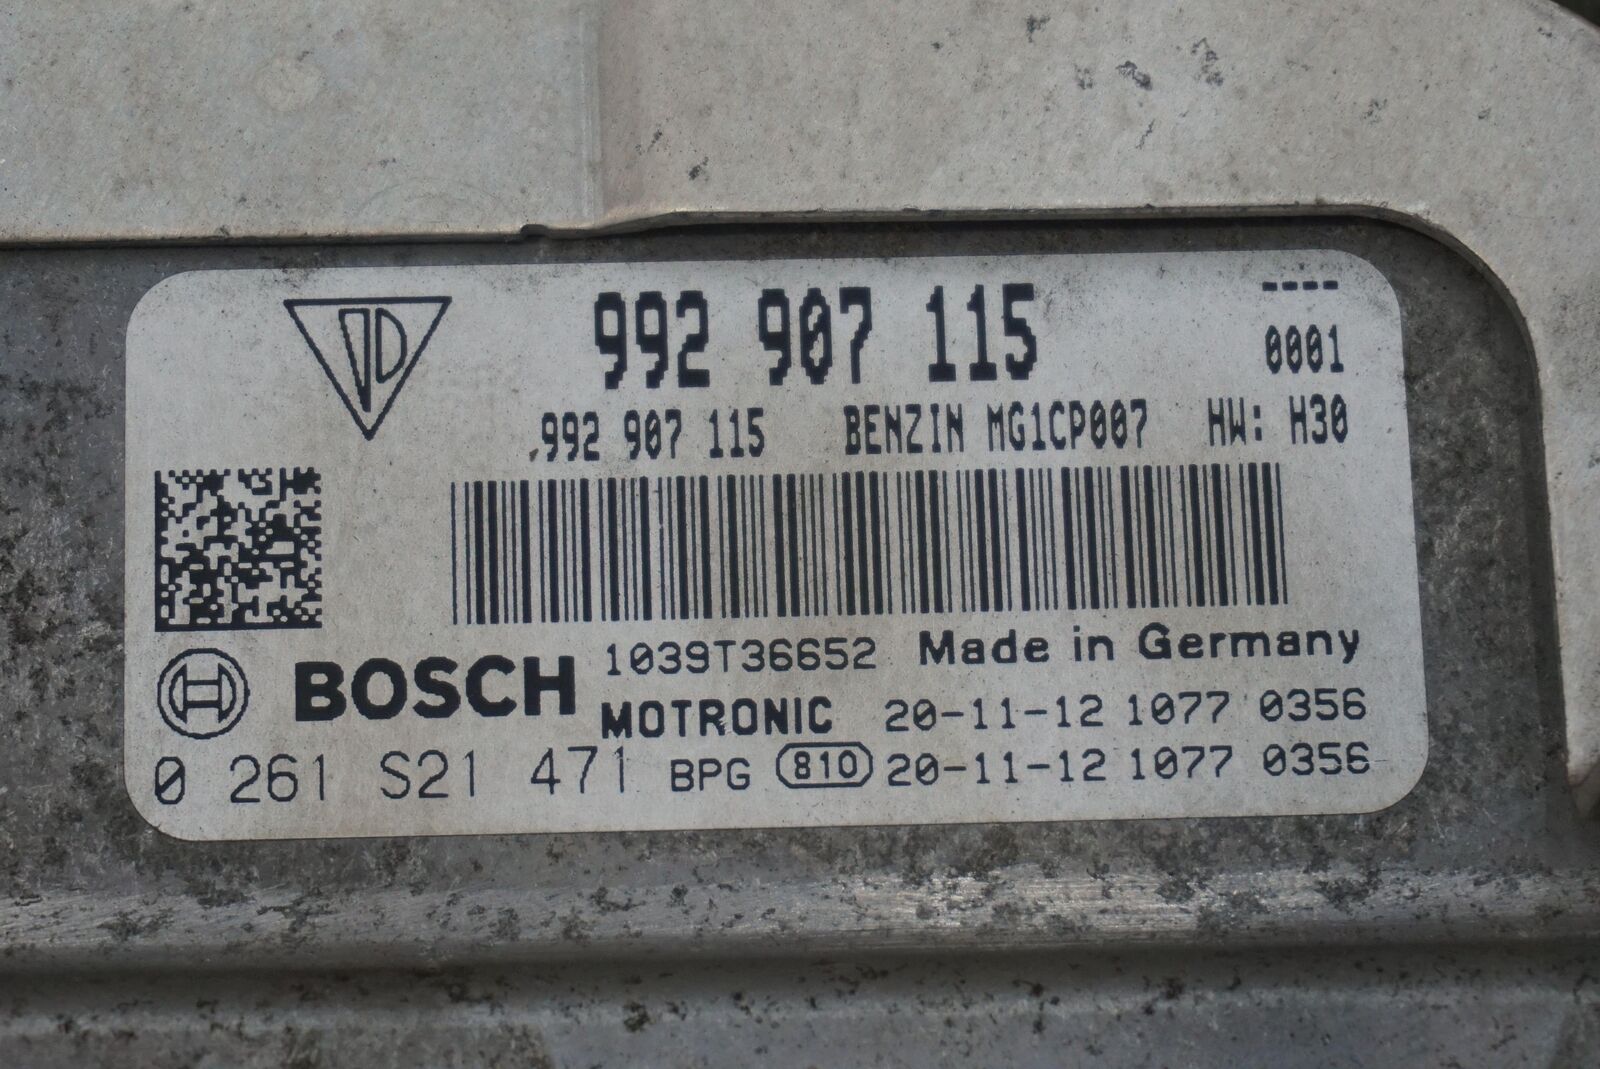 992 907 115 ----
0001
992 907 115 BENZIN MG1CP007 HW: H30
1039T36652 Made in Germany
BOSCH
MOTRONIC 20-11-12 1077 0356
0 261 S21 471 BPG 810 20-11-12 1077 0356